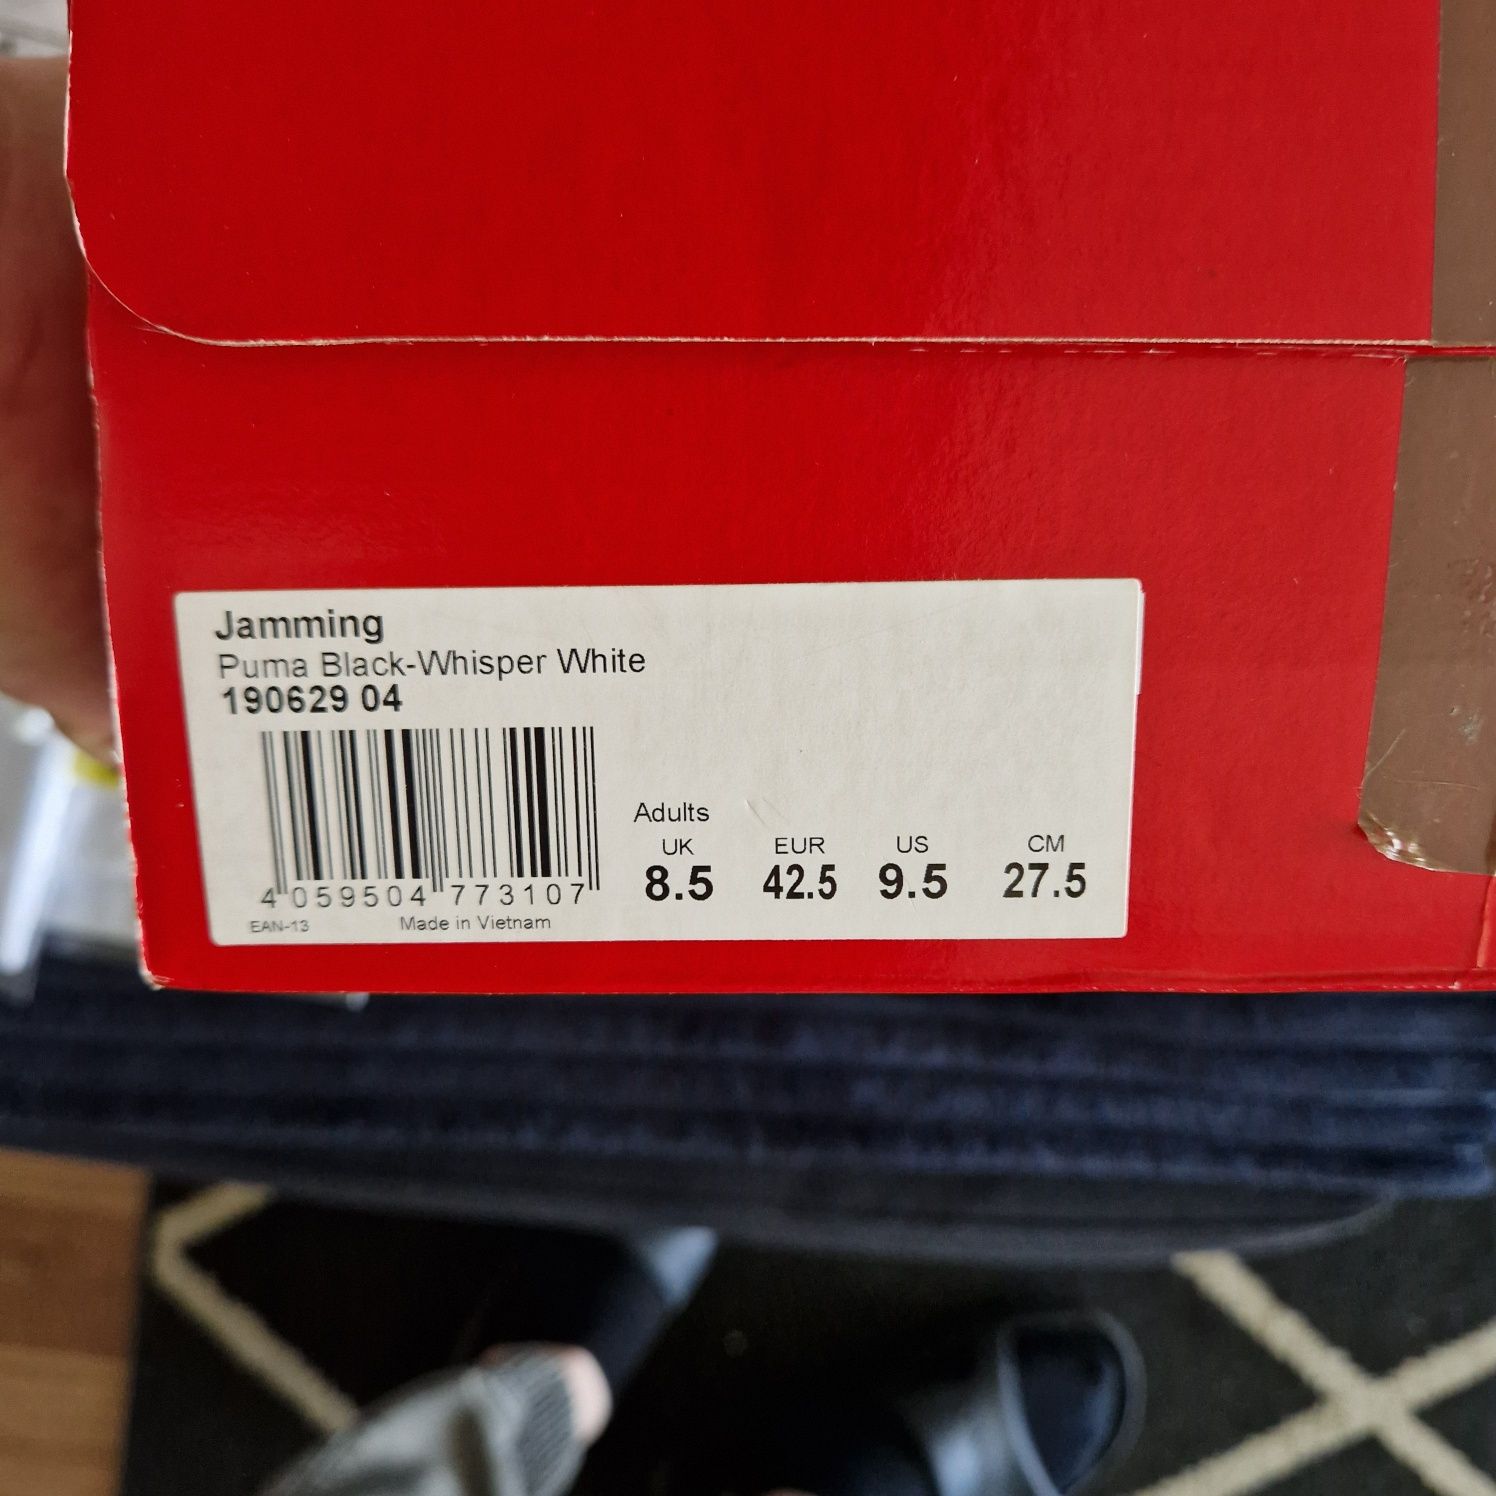 Jamming
Puma Black-Whisper White
190629 04
Adults
UK EUR US CM
8.5 42.5 9.5 27.5
4 059504 773107
EAN-13 Made in Vietnam